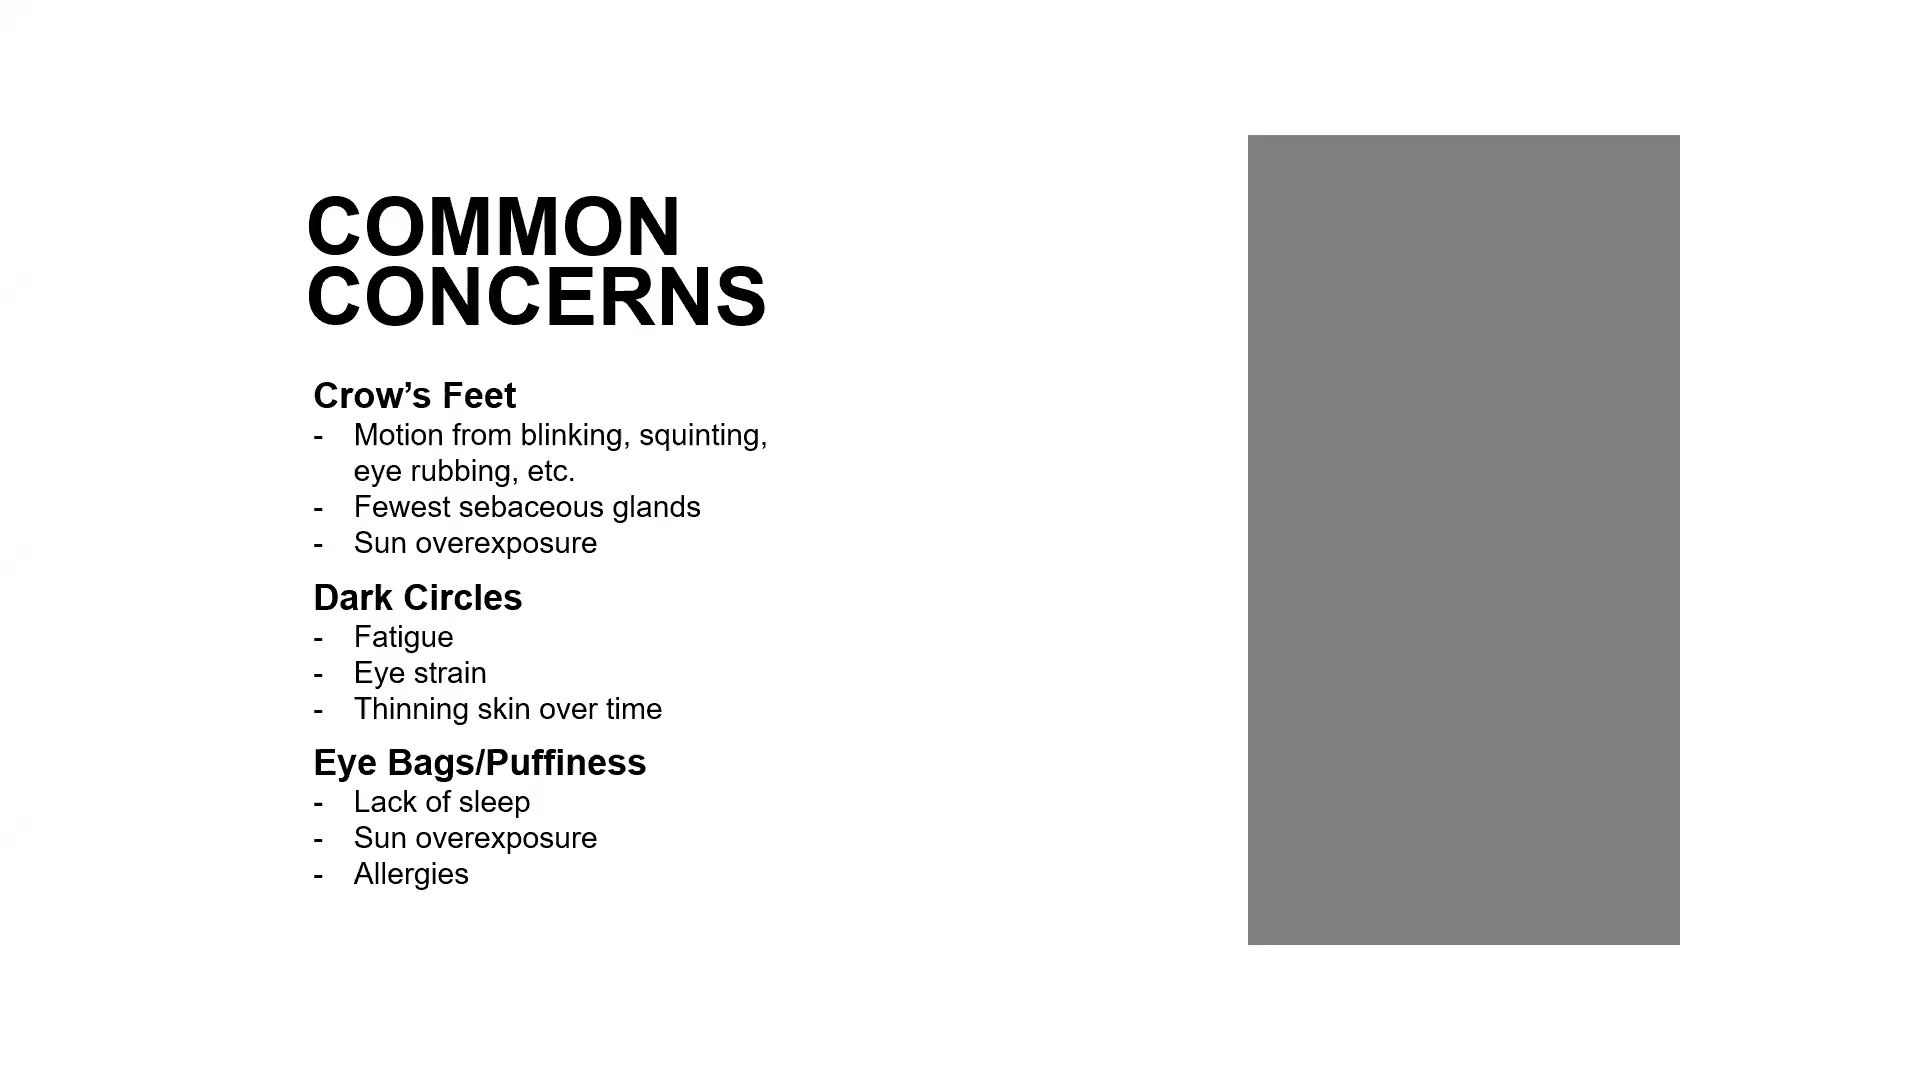 COMMON
CONCERNS
Crow’s Feet
- Motion from blinking, squinting,
eye rubbing, etc.
- Fewest sebaceous glands
- Sun overexposure
Dark Circles
- Fatigue
- Eye strain
- Thinning skin over time
Eye Bags/Puffiness
- Lack of sleep
- Sun overexposure
- Allergies